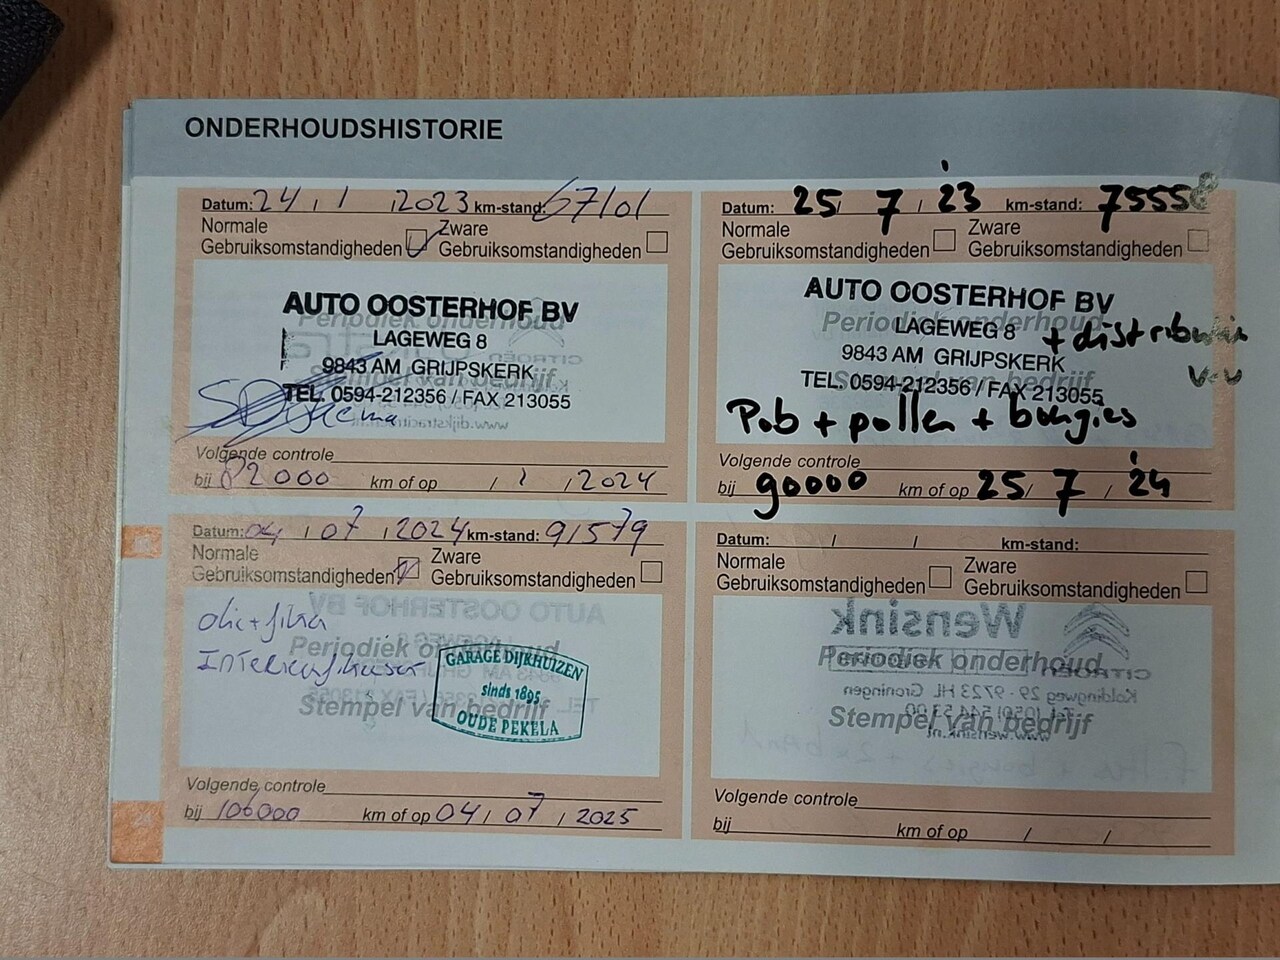 ONDERHOUDSHISTORIE
Datum: 24 / 1 / 2023 km-stand: 67101
Normale
Gebruiksomstandigheden
Zware
Gebruiksomstandigheden
AUTO OOSTERHOF BV
Periodiek onderhoud
LAGEWEG 8
9843 AM GRIJPSKERK
Stempel van bedrijf
TEL. 0594-212356 / FAX 213055
Volgende controle
bij 82000 km of op / 1 / 2024
Datum: 25 / 7 / 23 km-stand: 75558
Normale
Gebruiksomstandigheden
Zware
Gebruiksomstandigheden
AUTO OOSTERHOF BV
Periodiek onderhoud
LAGEWEG 8
+ distributie
9843 AM GRIJPSKERK
Stempel van bedrijf
TEL. 0594-212356 / FAX 213055
P.b + pollen + bougies
Volgende controle
bij 90000 km of op 25 / 7 / 24
Datum: 04 / 07 / 2024 km-stand: 91579
Normale
Gebruiksomstandigheden
Zware
Gebruiksomstandigheden
olie + filter
Periodiek onderhoud
Interieurfilter
GARAGE DIJKHUIZEN
sinds 1895
OUDE PEKELA
Stempel van bedrijf
Volgende controle
bij 106000 km of op 04 / 07 / 2025
Datum: / / km-stand:
Normale
Gebruiksomstandigheden
Zware
Gebruiksomstandigheden
Periodiek onderhoud
Stempel van bedrijf
Volgende controle
bij km of op / /